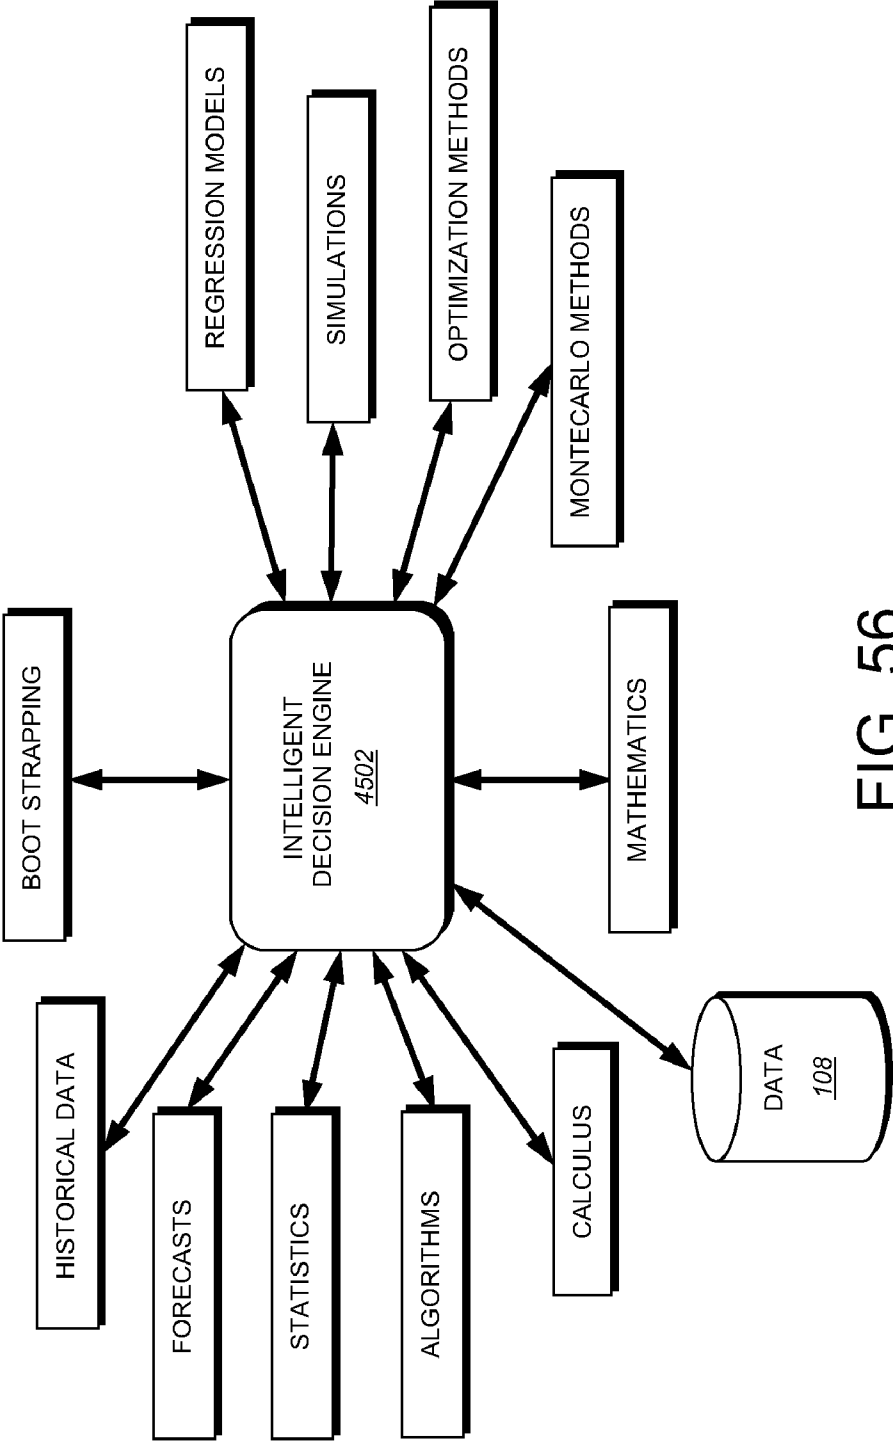 BOOT STRAPPING
HISTORICAL DATA
REGRESSION MODELS
FORECASTS
SIMULATIONS
INTELLIGENT
DECISION ENGINE
4502
STATISTICS
OPTIMIZATION METHODS
ALGORITHMS
MONTECARLO METHODS
CALCULUS
MATHEMATICS
DATA
108
FIG. 56